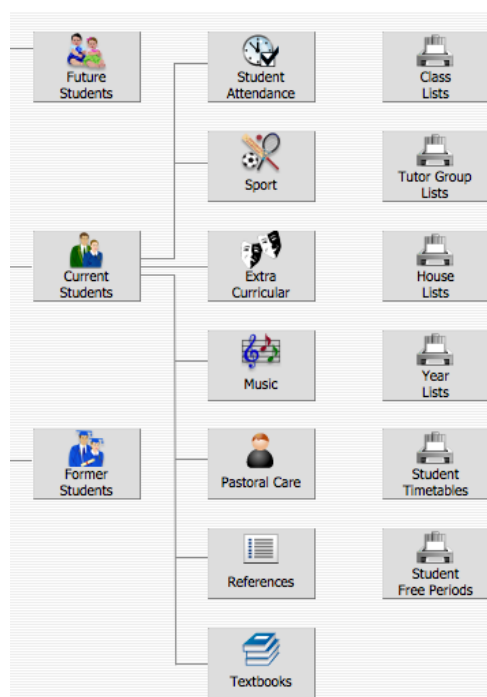 Future
Students
Student
Attendance
Class
Lists
Sport
Tutor Group
Lists
Current
Students
Extra
Curricular
House
Lists
Music
Year
Lists
Former
Students
Pastoral Care
Student
Timetables
References
Student
Free Periods
Textbooks